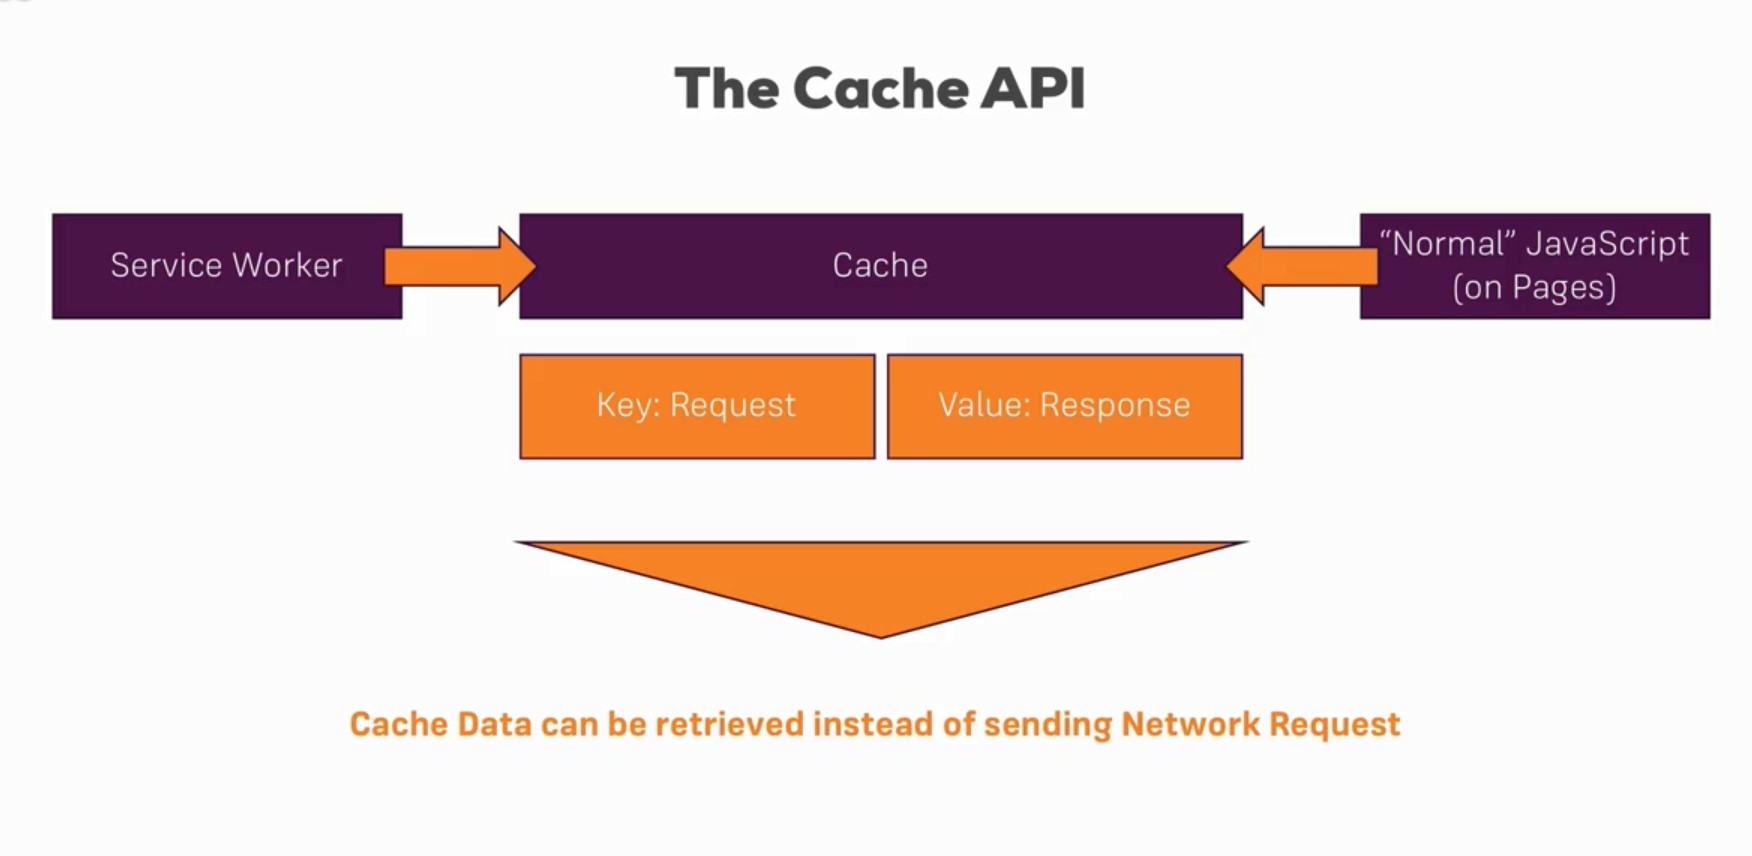 The Cache API
Service Worker
Cache
“Normal” JavaScript
(on Pages)
Key: Request
Value: Response
Cache Data can be retrieved instead of sending Network Request